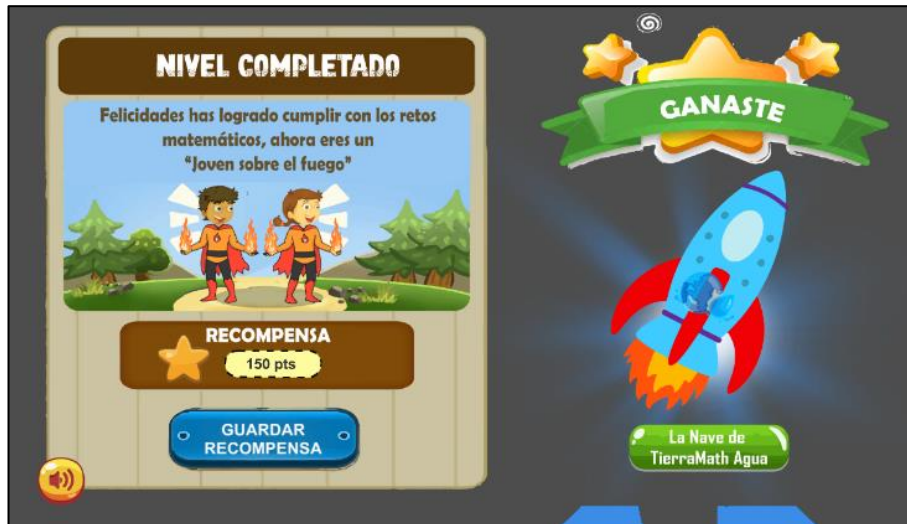 NIVEL COMPLETADO
Felicidades has logrado cumplir con los retos
matemáticos, ahora eres un
“Joven sobre el fuego”
RECOMPENSA
150 pts
GUARDAR
RECOMPENSA
GANASTE
La Nave de
TierraMath Agua